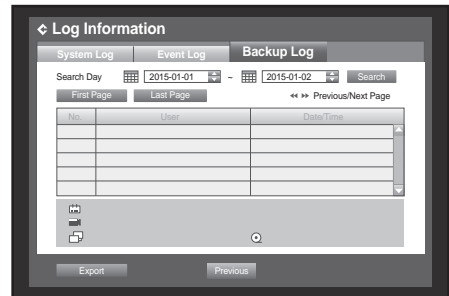 Log Information
System Log Event Log Backup Log
Search Day 2015-01-01 ~ 2015-01-02 Search
First Page Last Page Previous/Next Page
No. User Date/Time
Export Previous